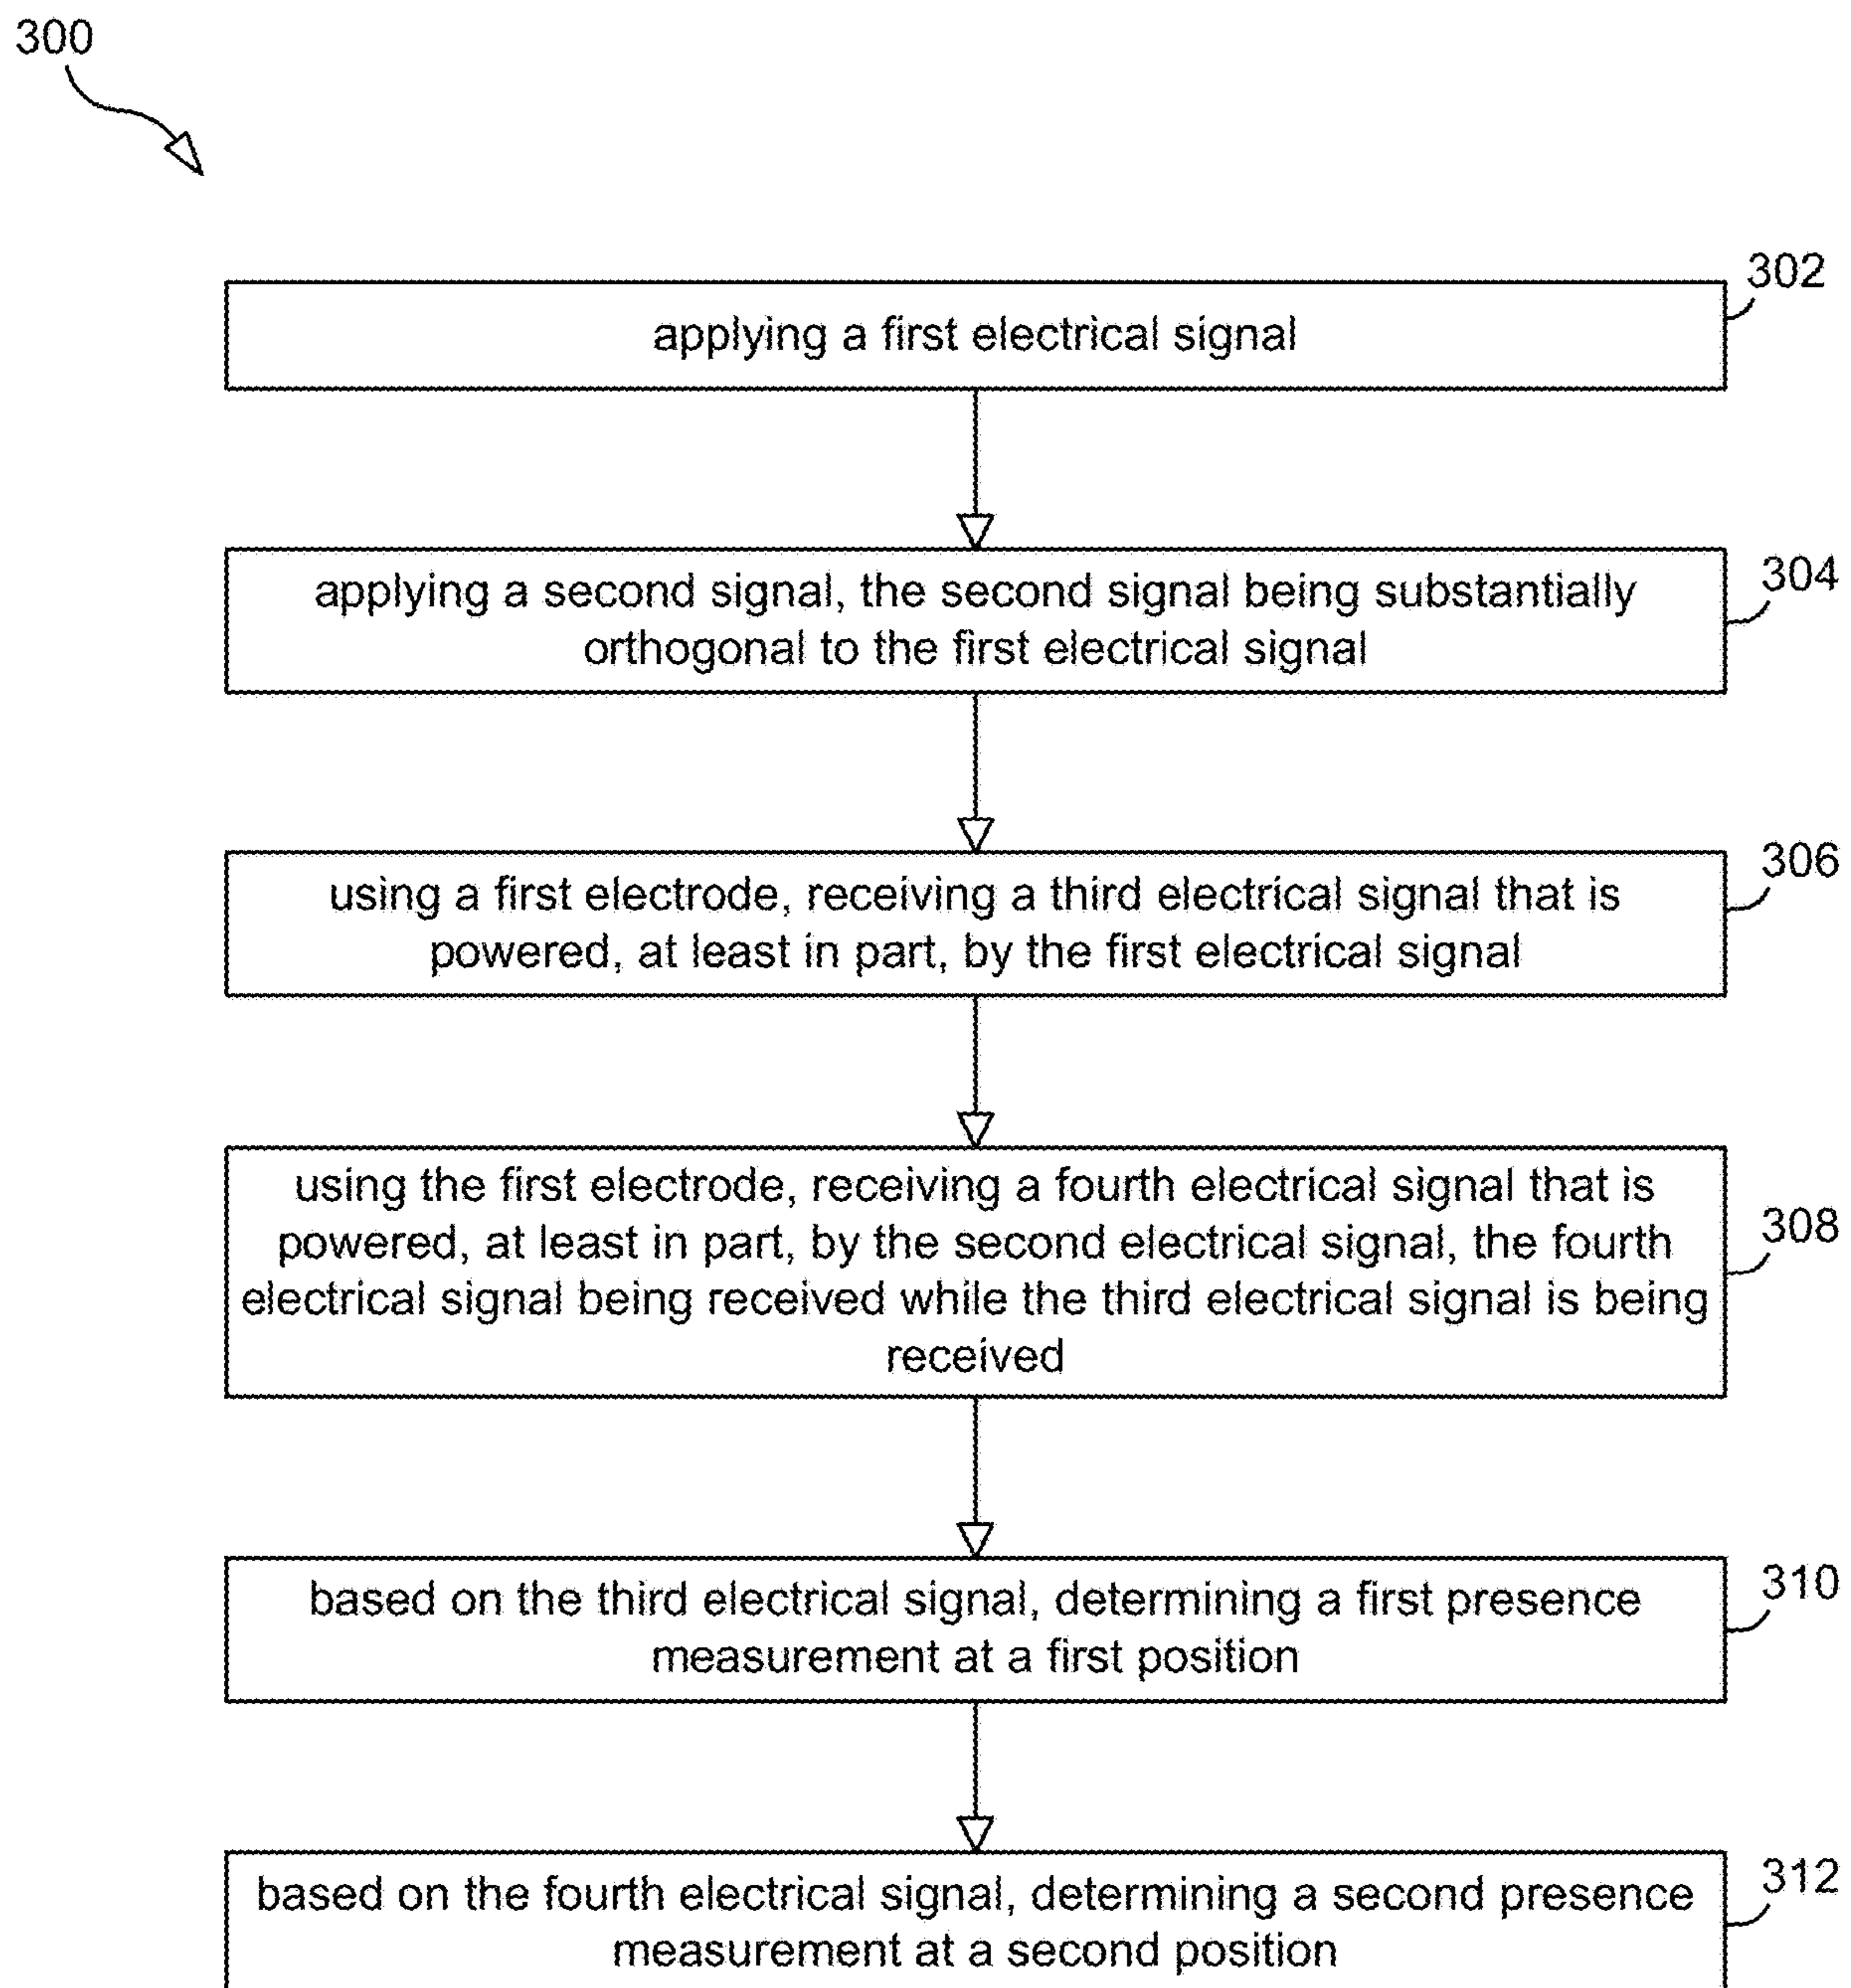 300
302
applying a first electrical signal
304
applying a second signal, the second signal being substantially
orthogonal to the first electrical signal
306
using a first electrode, receiving a third electrical signal that is
powered, at least in part, by the first electrical signal
308
using the first electrode, receiving a fourth electrical signal that is
powered, at least in part, by the second electrical signal, the fourth
electrical signal being received while the third electrical signal is being
received
310
based on the third electrical signal, determining a first presence
measurement at a first position
312
based on the fourth electrical signal, determining a second presence
measurement at a second position